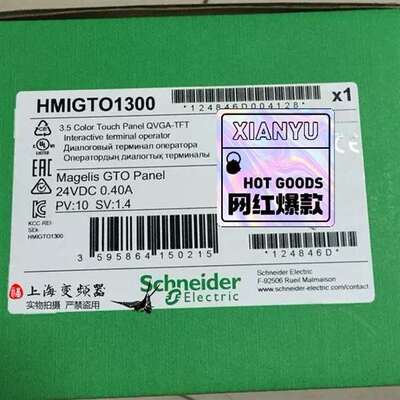 HMIGTO1300
*124846D004128*
x1
3.5 Color Touch Panel QVGA-TFT
Interactive terminal operator
Диалоговый терминал оператора
Оператордың диалоктық терминалы
XIANYU
HOT GOODS
网红爆款
Magelis GTO Panel
24VDC 0.40A
PV:10 SV:1.4
KCC-REI-
SEk
HMIGTO1300
3 595864 150215
*124846D*
Schneider
Electric
Schneider Electric
F-92506 Rueil Malmaison
www.schneider-electric.com/contact
上海变频器
实物拍摄 严禁盗用